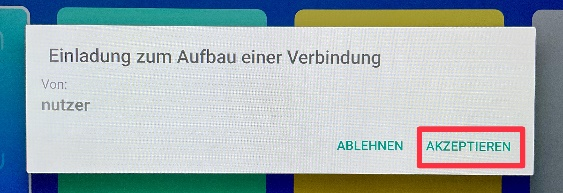 Einladung zum Aufbau einer Verbindung
Von:
nutzer
ABLEHNEN AKZEPTIEREN